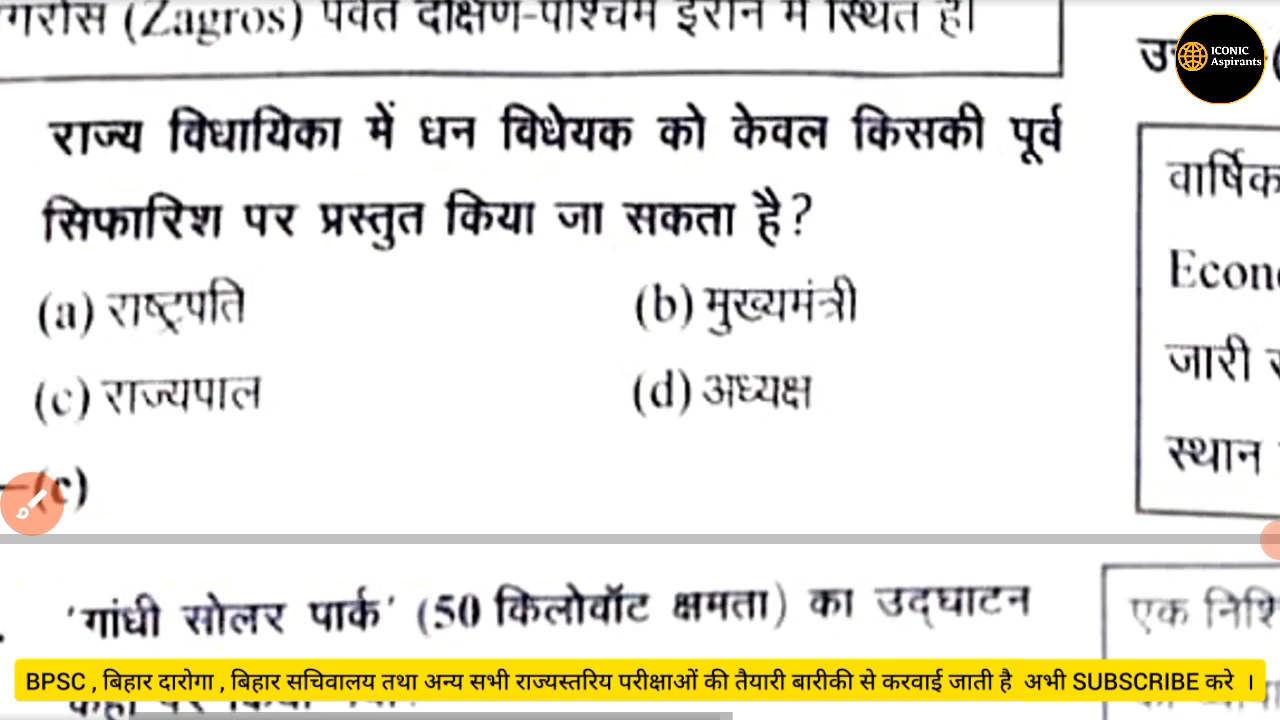 गरोस (Zagros) पर्वत दक्षिण-पश्चिम ईरान में स्थित है।
राज्य विधायिका में धन विधेयक को केवल किसकी पूर्व
सिफारिश पर प्रस्तुत किया जा सकता है?
(a) राष्ट्रपति
(b) मुख्यमंत्री
(c) राज्यपाल
(d) अध्यक्ष
—(c)
'गांधी सोलर पार्क' (50 किलोवॉट क्षमता) का उद्घाटन
ICONIC
Aspirants
वार्षिक
जारी
स्थान
एक
BPSC , बिहार दारोगा , बिहार सचिवालय तथा अन्य सभी राज्यस्तरिय परीक्षाओं की तैयारी बारीकी से करवाई जाती है अभी SUBSCRIBE करे ।